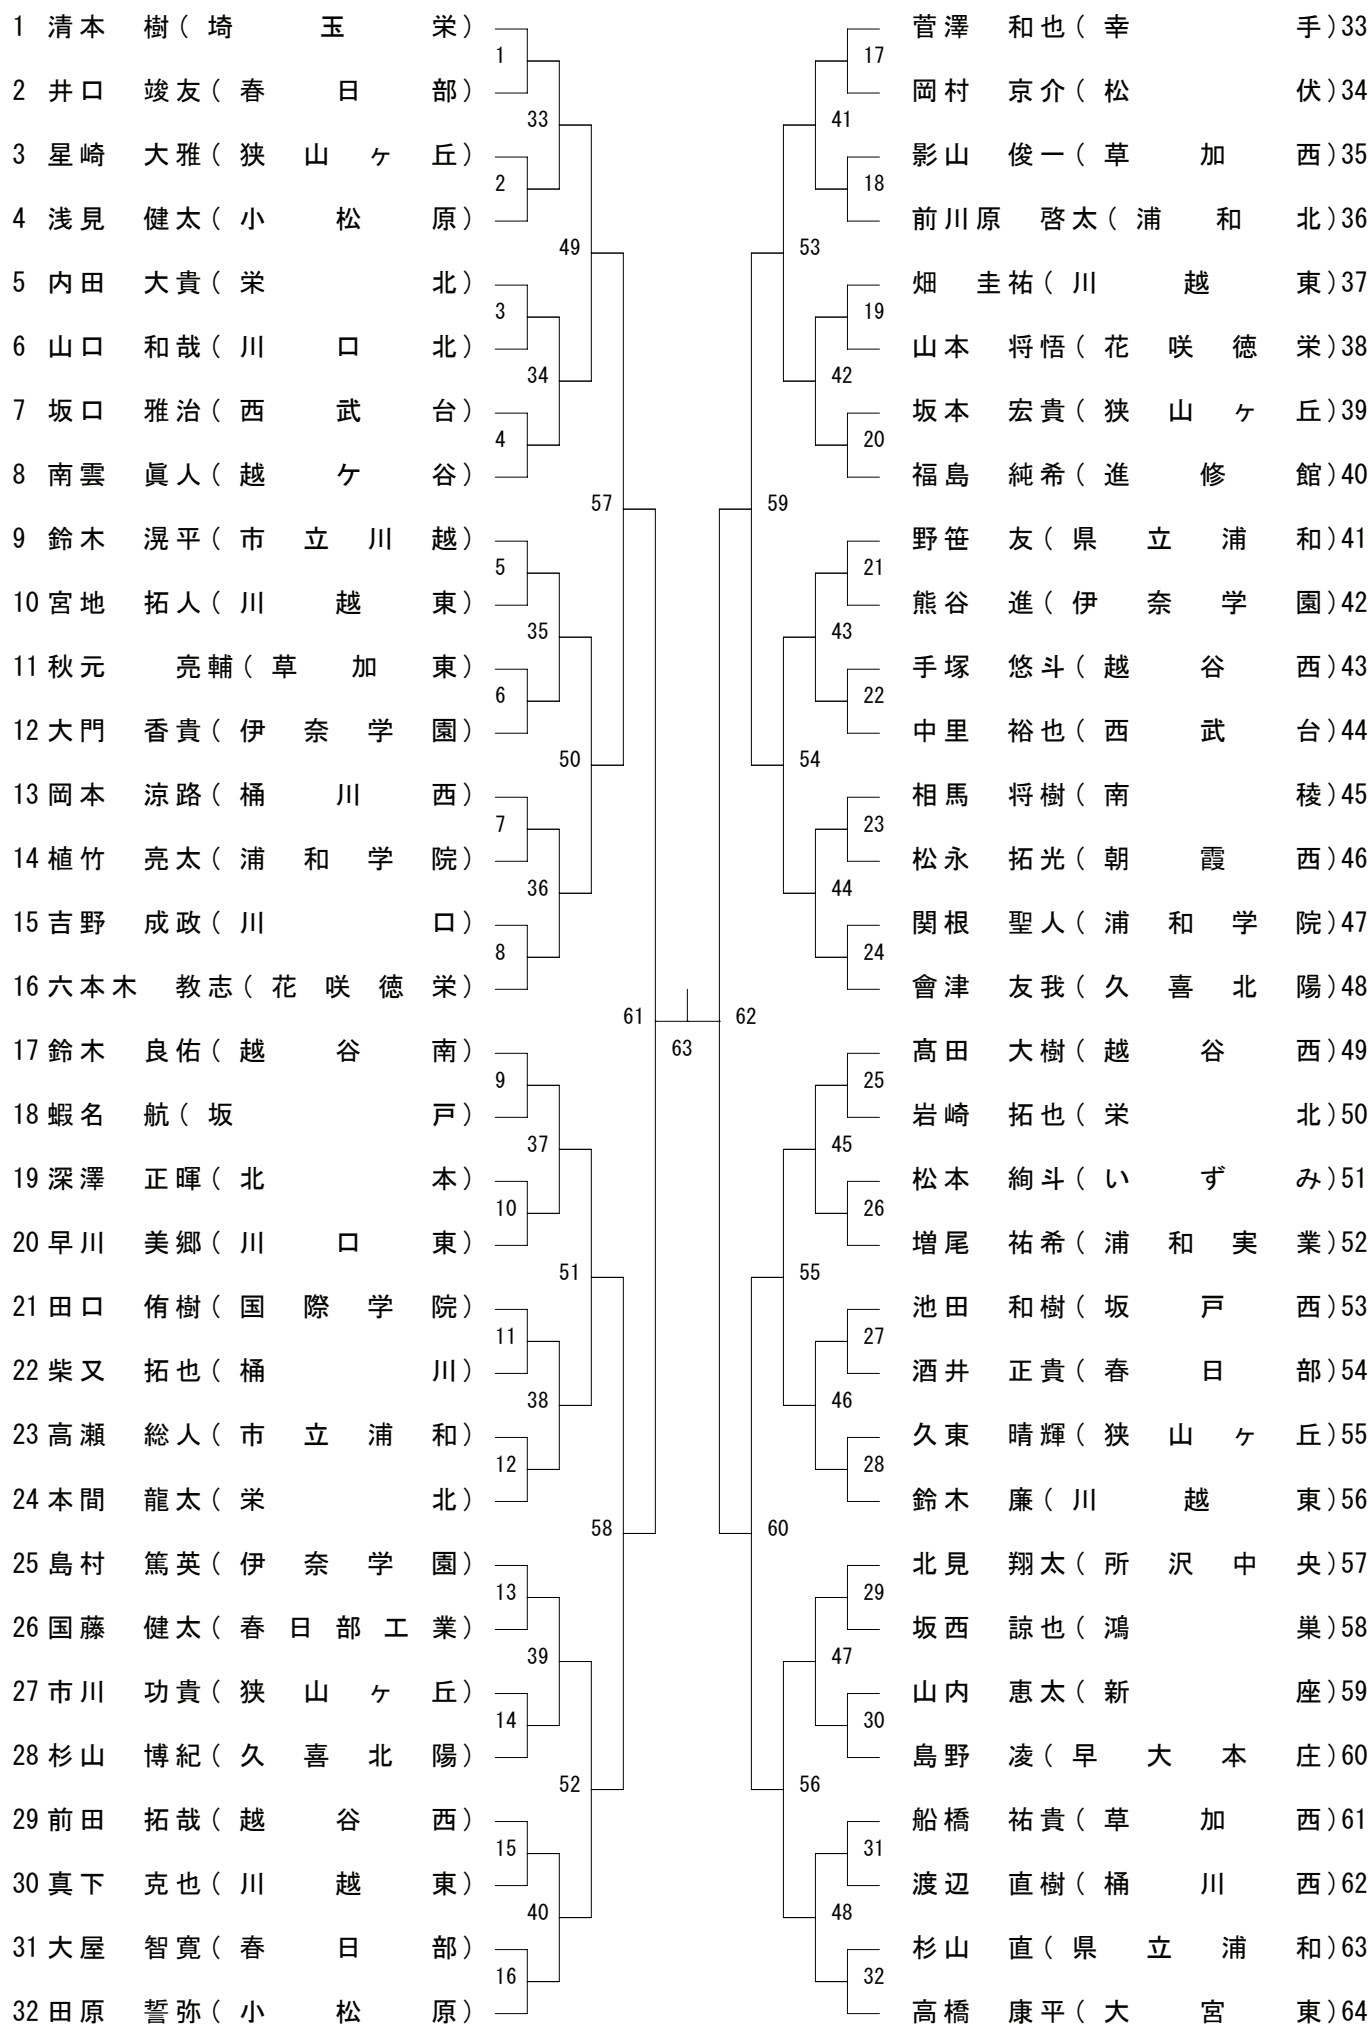 1 清本 樹(埼玉栄)
1
2 井口 竣友(春日部)
33
3 星崎 大雅(狭山ヶ丘)
2
4 浅見 健太(小松原)
49
5 内田 大貴(栄北)
3
6 山口 和哉(川口北)
34
7 坂口 雅治(西武台)
4
8 南雲 眞人(越ケ谷)
57
9 鈴木 滉平(市立川越)
5
10 宮地 拓人(川越東)
35
11 秋元 亮輔(草加東)
6
12 大門 香貴(伊奈学園)
50
13 岡本 涼路(桶川西)
7
14 植竹 亮太(浦和学院)
36
15 吉野 成政(川口)
8
16 六本木 教志(花咲徳栄)
61
63
17 鈴木 良佑(越谷南)
9
18 蝦名 航(坂戸)
37
19 深澤 正暉(北本)
10
20 早川 美郷(川口東)
51
21 田口 侑樹(国際学院)
11
22 柴又 拓也(桶川)
38
23 高瀬 総人(市立浦和)
12
24 本間 龍太(栄北)
58
25 島村 篤英(伊奈学園)
13
26 国藤 健太(春日部工業)
39
27 市川 功貴(狭山ヶ丘)
14
28 杉山 博紀(久喜北陽)
52
29 前田 拓哉(越谷西)
15
30 真下 克也(川越東)
40
31 大屋 智寛(春日部)
16
32 田原 誓弥(小松原)
菅澤 和也(幸手)33
17
岡村 京介(松伏)34
41
影山 俊一(草加西)35
18
前川原 啓太(浦和北)36
53
畑 圭祐(川越東)37
19
山本 将悟(花咲徳栄)38
42
坂本 宏貴(狭山ヶ丘)39
20
福島 純希(進修館)40
59
野笹 友(県立浦和)41
21
熊谷 進(伊奈学園)42
43
手塚 悠斗(越谷西)43
22
中里 裕也(西武台)44
54
相馬 将樹(南稜)45
23
松永 拓光(朝霞西)46
44
関根 聖人(浦和学院)47
24
會津 友我(久喜北陽)48
62
髙田 大樹(越谷西)49
25
岩崎 拓也(栄北)50
45
松本 絢斗(いずみ)51
26
増尾 祐希(浦和実業)52
55
池田 和樹(坂戸西)53
27
酒井 正貴(春日部)54
46
久東 晴輝(狭山ヶ丘)55
28
鈴木 廉(川越東)56
60
北見 翔太(所沢中央)57
29
坂西 諒也(鴻巣)58
47
山内 恵太(新座)59
30
島野 凌(早大本庄)60
56
船橋 祐貴(草加西)61
31
渡辺 直樹(桶川西)62
48
杉山 直(県立浦和)63
32
高橋 康平(大宮東)64